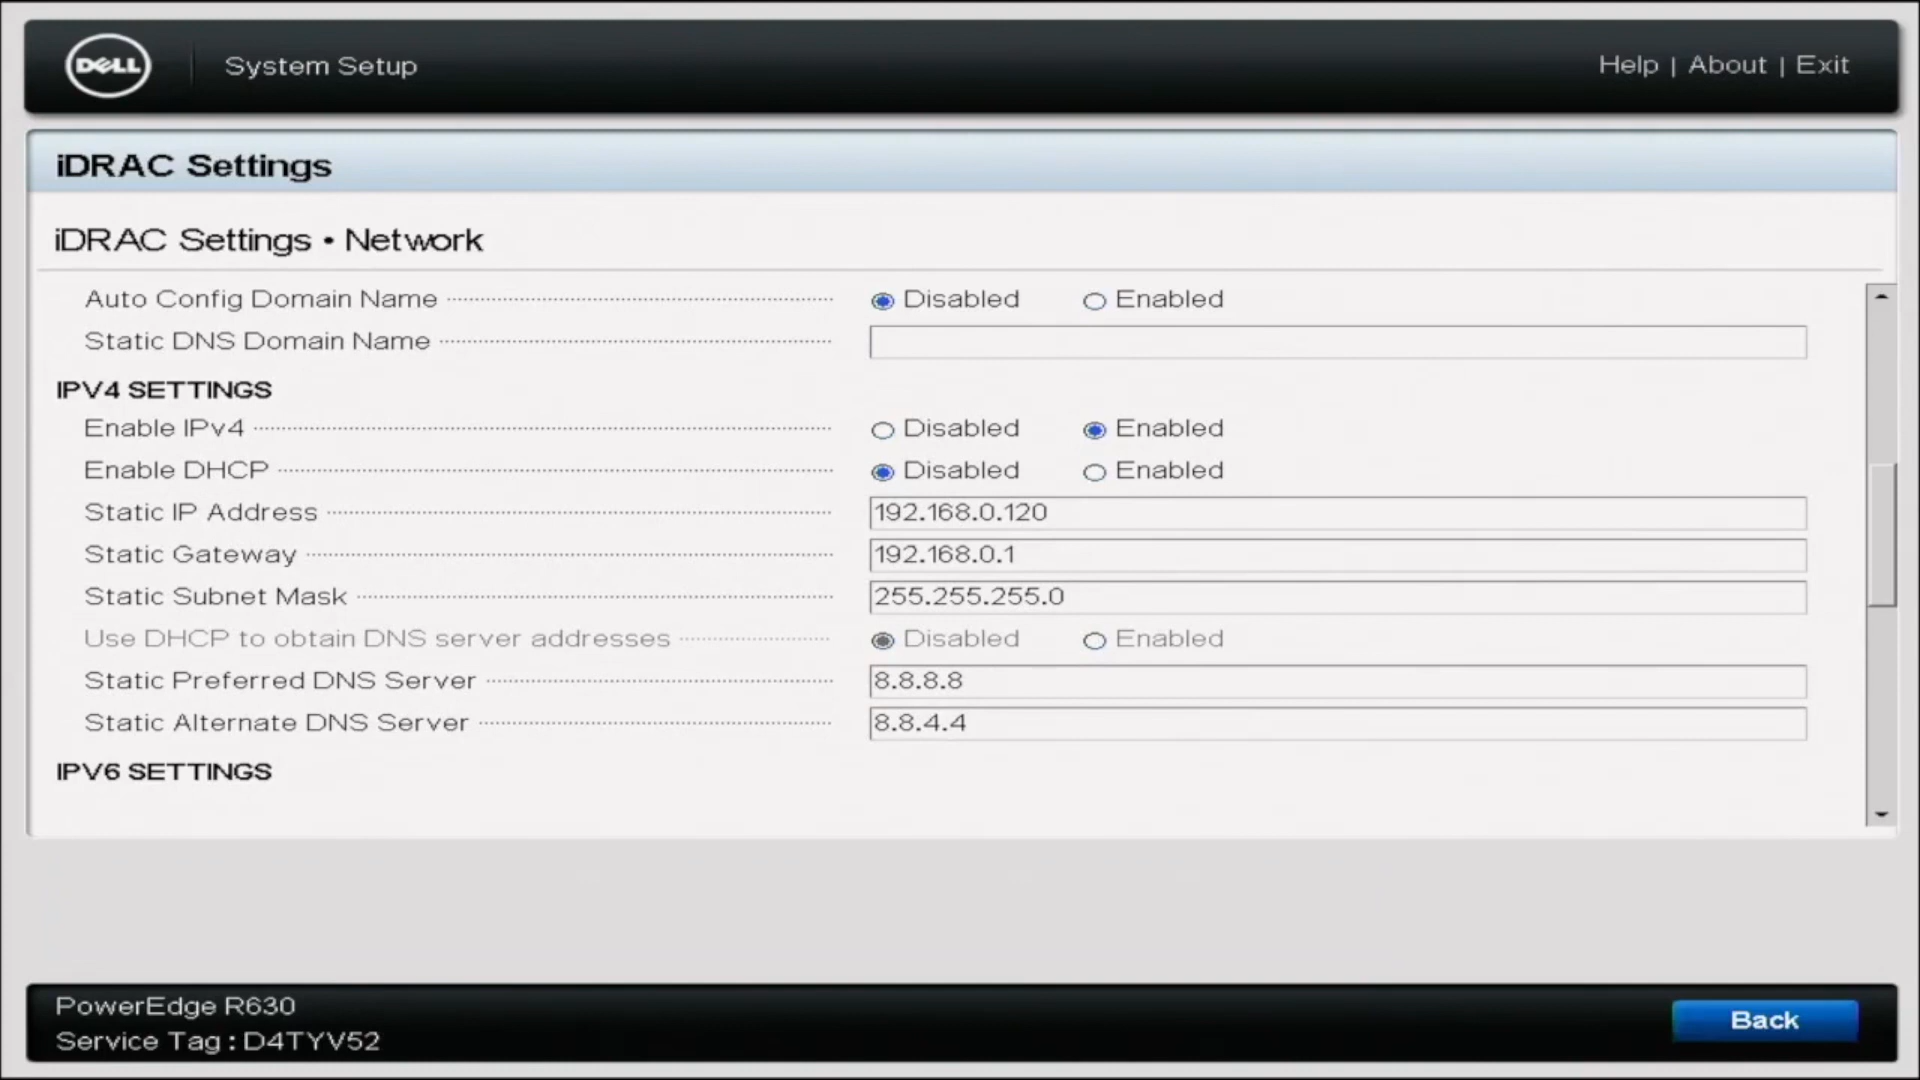 DELL System Setup Help | About | Exit
iDRAC Settings
iDRAC Settings • Network
Auto Config Domain Name Disabled Enabled
Static DNS Domain Name
IPV4 SETTINGS
Enable IPv4 Disabled Enabled
Enable DHCP Disabled Enabled
Static IP Address 192.168.0.120
Static Gateway 192.168.0.1
Static Subnet Mask 255.255.255.0
Use DHCP to obtain DNS server addresses Disabled Enabled
Static Preferred DNS Server 8.8.8.8
Static Alternate DNS Server 8.8.4.4
IPV6 SETTINGS
PowerEdge R630
Service Tag : D4TYV52
Back